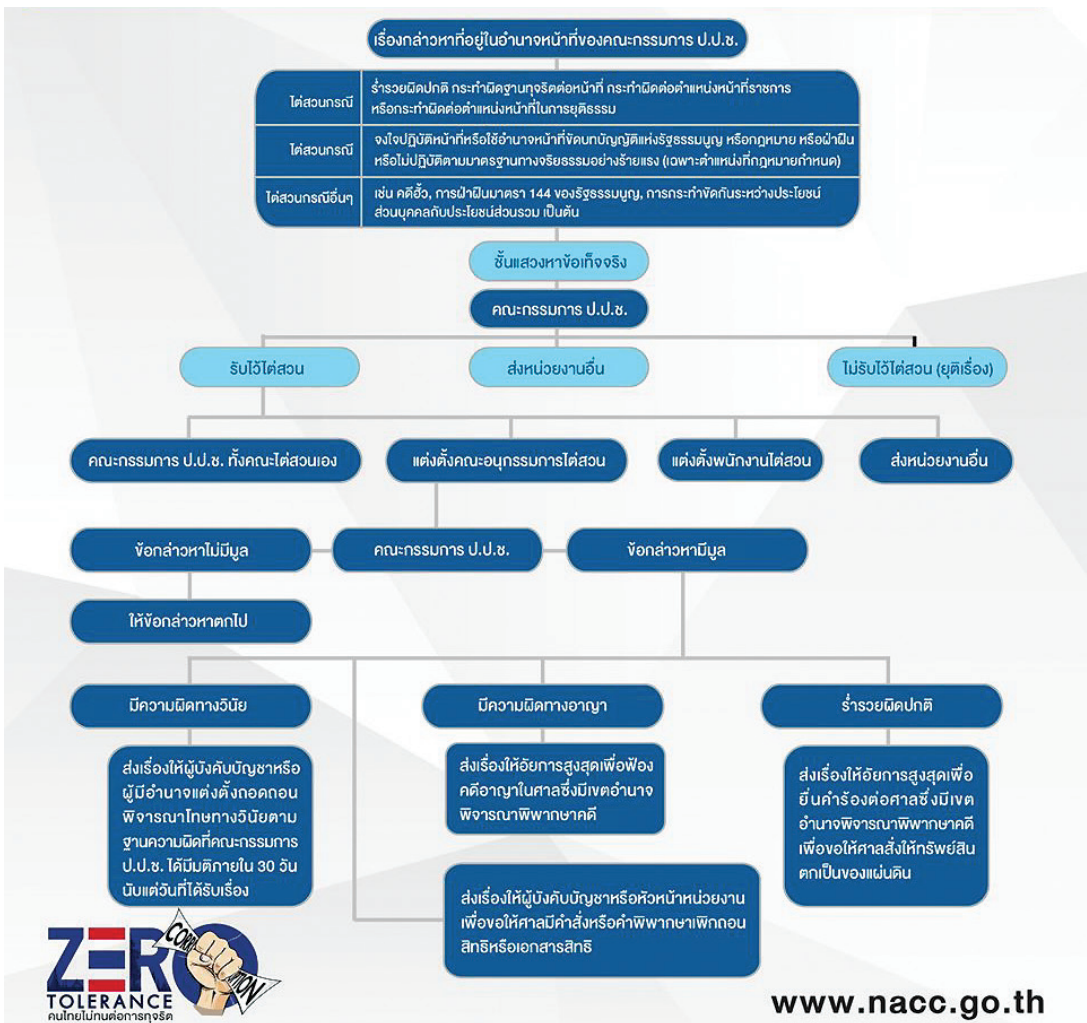 เรื่องกล่าวหาที่อยู่ในอำนาจหน้าที่ของคณะกรรมการ ป.ป.ช.
ไต่สวนกรณี
ร่ำรวยผิดปกติ กระทำผิดฐานทุจริตต่อหน้าที่ กระทำผิดต่อตำแหน่งหน้าที่ราชการ
หรือกระทำผิดต่อตำแหน่งหน้าที่ในการยุติธรรม
ไต่สวนกรณี
จงใจปฏิบัติหน้าที่หรือใช้อำนาจหน้าที่ขัดบทบัญญัติแห่งรัฐธรรมนูญ หรือกฎหมาย หรือฝ่าฝืน
หรือไม่ปฏิบัติตามมาตรฐานทางจริยธรรมอย่างร้ายแรง (เฉพาะตำแหน่งที่กฎหมายกำหนด)
ไต่สวนกรณีอื่นๆ
เช่น คดีฮั้ว, การฝ่าฝืนมาตรา 144 ของรัฐธรรมนูญ, การกระทำขัดกันระหว่างประโยชน์
ส่วนบุคคลกับประโยชน์ส่วนรวม เป็นต้น
ชั้นแสวงหาข้อเท็จจริง
คณะกรรมการ ป.ป.ช.
รับไว้ไต่สวน
ส่งหน่วยงานอื่น
ไม่รับไว้ไต่สวน (ยุติเรื่อง)
คณะกรรมการ ป.ป.ช. ทั้งคณะไต่สวนเอง
แต่งตั้งคณะอนุกรรมการไต่สวน
แต่งตั้งพนักงานไต่สวน
ส่งหน่วยงานอื่น
ข้อกล่าวหาไม่มีมูล
คณะกรรมการ ป.ป.ช.
ข้อกล่าวหามีมูล
ให้ข้อกล่าวหาตกไป
มีความผิดทางวินัย
มีความผิดทางอาญา
ร่ำรวยผิดปกติ
ส่งเรื่องให้ผู้บังคับบัญชาหรือ
ผู้มีอำนาจแต่งตั้งถอดถอน
พิจารณาโทษทางวินัยตาม
ฐานความผิดที่คณะกรรมการ
ป.ป.ช. ได้มีมติภายใน 30 วัน
นับแต่วันที่ได้รับเรื่อง
ส่งเรื่องให้อัยการสูงสุดเพื่อฟ้อง
คดีอาญาในศาลซึ่งมีเขตอำนาจ
พิจารณาพิพากษาคดี
ส่งเรื่องให้อัยการสูงสุดเพื่อ
ยื่นคำร้องต่อศาลซึ่งมีเขต
อำนาจพิจารณาพิพากษาคดี
เพื่อขอให้ศาลสั่งให้ทรัพย์สิน
ตกเป็นของแผ่นดิน
ส่งเรื่องให้ผู้บังคับบัญชาหรือหัวหน้าหน่วยงาน
เพื่อขอให้ศาลมีคำสั่งหรือคำพิพากษาเพิกถอน
สิทธิหรือเอกสารสิทธิ
ZERO
CORRUPTION
TOLERANCE
คนไทยไม่ทนต่อการทุจริต
www.nacc.go.th